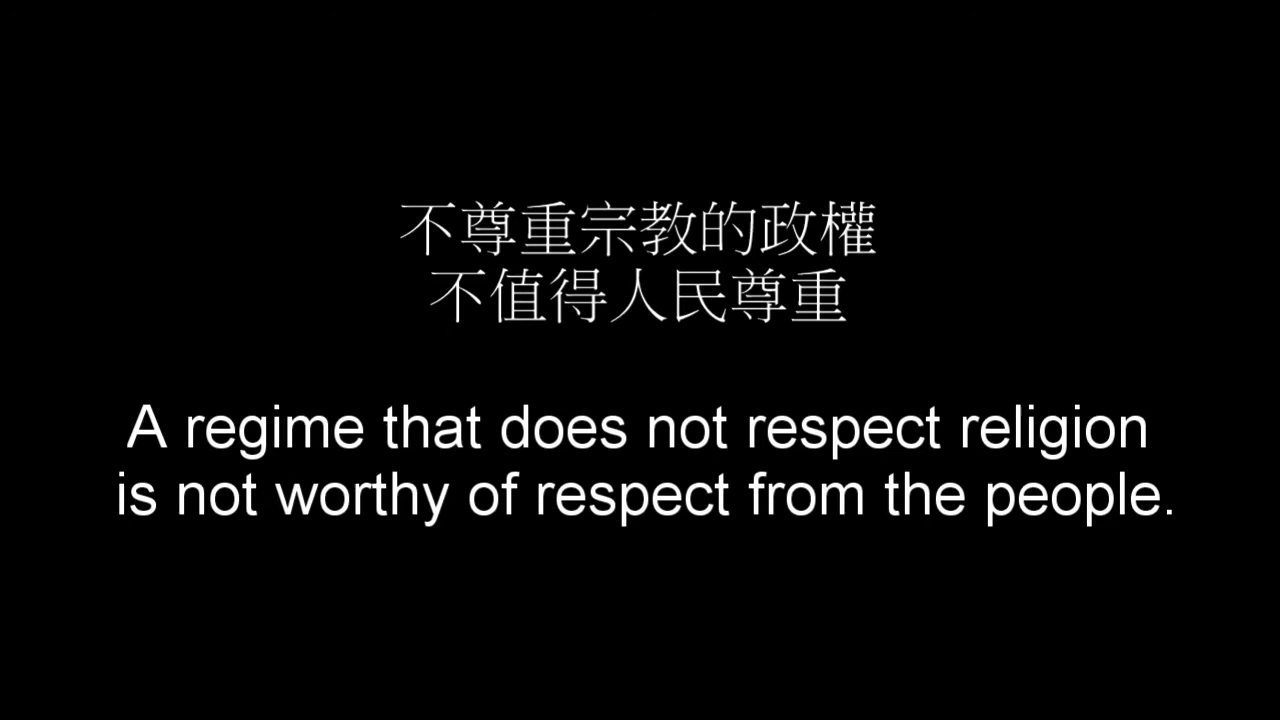 不尊重宗教的政權
不值得人民尊重
A regime that does not respect religion
is not worthy of respect from the people.